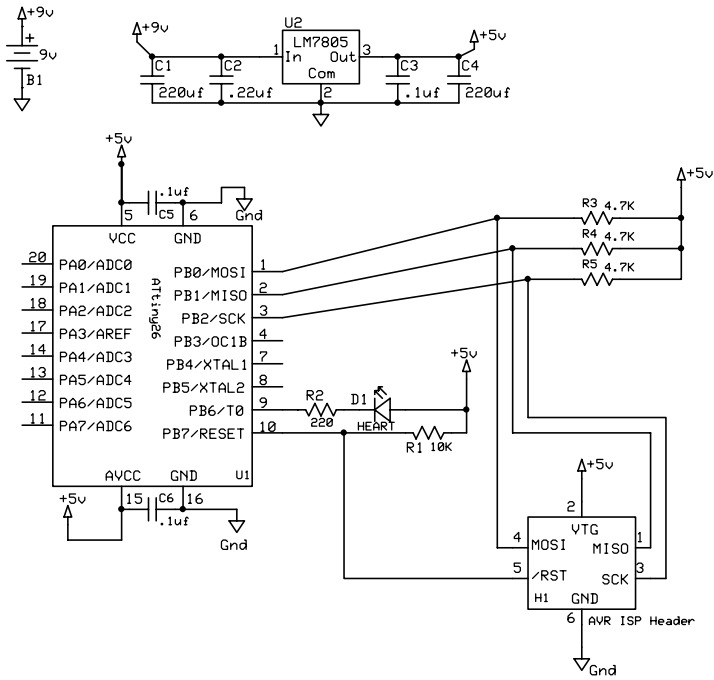 +9v
+
9v
B1
+9v
U2
LM7805
1 In Out 3
Com
2
+5v
C1
220uf
C2
.22uf
C3
.1uf
C4
220uf
+5v
.1uf
C5
5
6
Gnd
VCC
GND
20 PA0/ADC0
19 PA1/ADC1
18 PA2/ADC2
17 PA3/AREF
14 PA4/ADC3
13 PA5/ADC4
12 PA6/ADC5
11 PA7/ADC6
ATtiny26
PB0/MOSI 1
PB1/MISO 2
PB2/SCK 3
PB3/OC1B 4
PB4/XTAL1 7
PB5/XTAL2 8
PB6/T0 9
PB7/RESET 10
AVCC
GND
U1
+5v
15
C6
16
.1uf
Gnd
R2
220
D1
HEART
+5v
R1 10K
+5v
R3 4.7K
R4 4.7K
R5 4.7K
+5v
2
VTG
4 MOSI
MISO 1
5 /RST
SCK 3
H1
GND
6
AVR ISP Header
Gnd